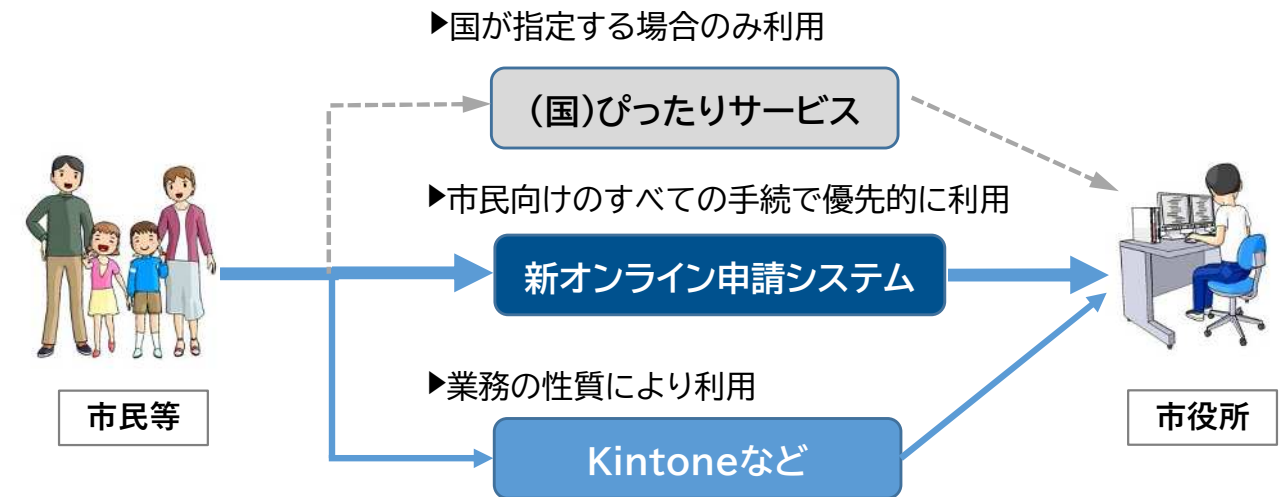 ▶国が指定する場合のみ利用
(国)ぴったりサービス
▶市民向けのすべての手続で優先的に利用
新オンライン申請システム
▶業務の性質により利用
Kintoneなど
市民等
市役所